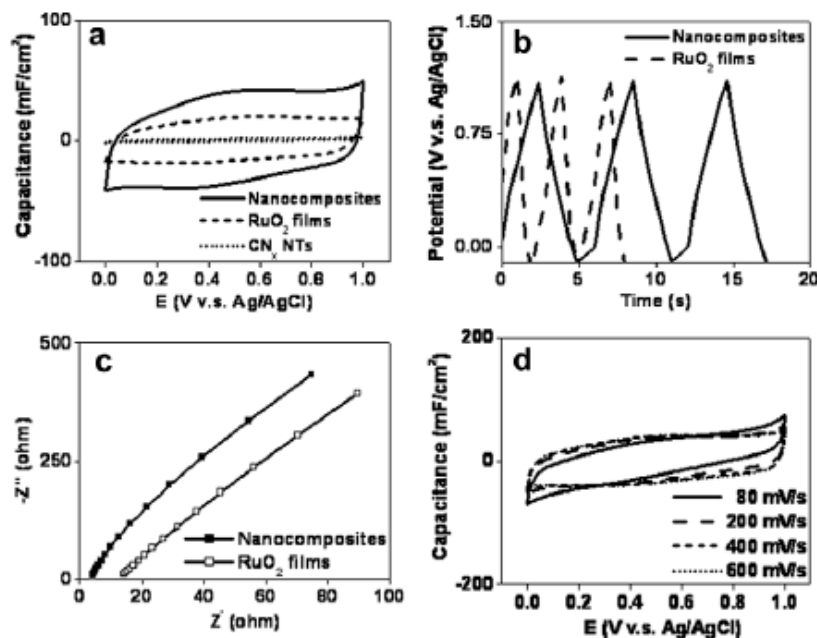 a
100
0
-100
Capacitance (mF/cm²)
Nanocomposites
RuO₂ films
CNₓ NTs
0.0 0.2 0.4 0.6 0.8 1.0
E (V v.s. Ag/AgCl)
b
1.50
0.75
0.00
Potential (V v.s. Ag/AgCl)
Nanocomposites
RuO₂ films
0 5 10 15 20
Time (s)
c
500
250
0
-Z'' (ohm)
Nanocomposites
RuO₂ films
0 20 40 60 80 100
Z' (ohm)
d
200
0
-200
Capacitance (mF/cm²)
80 mV/s
200 mV/s
400 mV/s
600 mV/s
0.0 0.2 0.4 0.6 0.8 1.0
E (V v.s. Ag/AgCl)